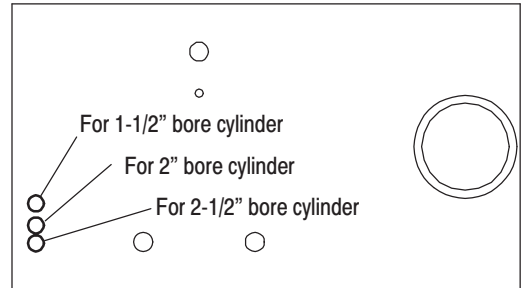 For 1-1/2” bore cylinder
For 2” bore cylinder
For 2-1/2” bore cylinder